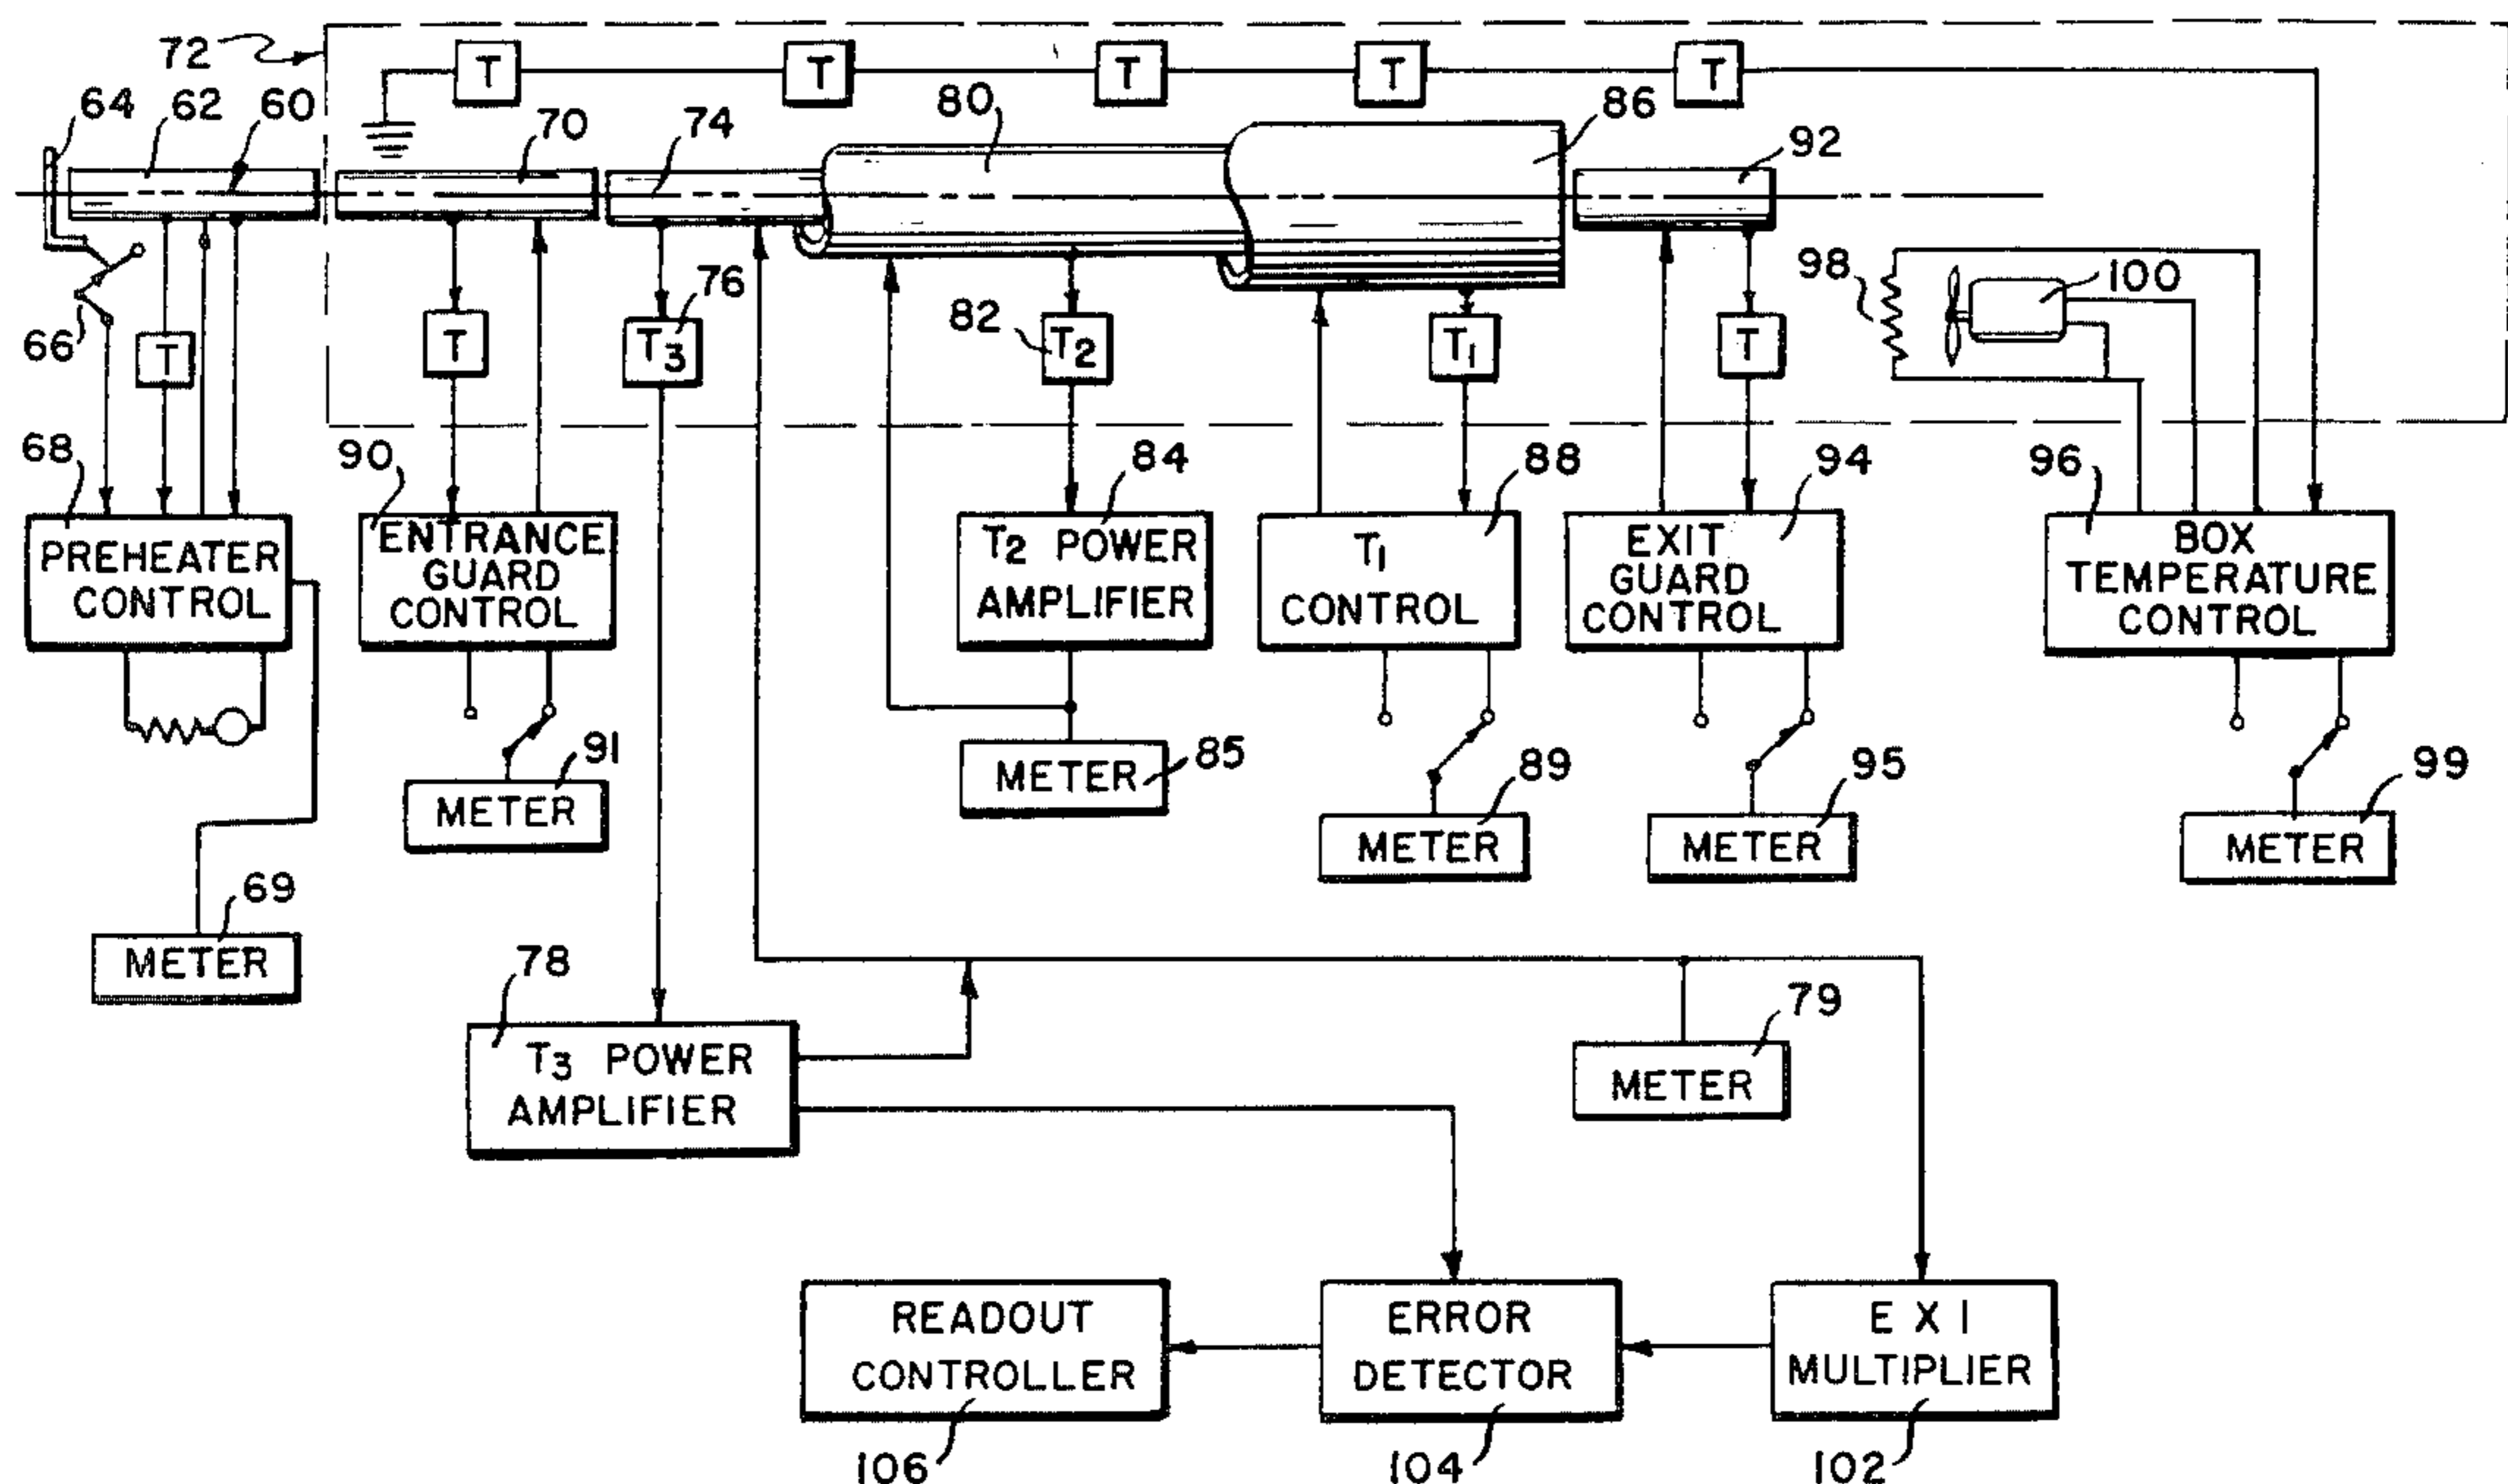 72
T T T T T
64 62 60 70 74 80 86 92
66 T T 76 T3 82 T2 T1 T 98 100
68 90 84 88 94 96
PREHEATER
CONTROL
ENTRANCE
GUARD
CONTROL
T2 POWER
AMPLIFIER
T1
CONTROL
EXIT
GUARD
CONTROL
BOX
TEMPERATURE
CONTROL
91
METER
85
METER
89
METER
95
METER
99
METER
69
METER
78
T3 POWER
AMPLIFIER
79
METER
READOUT
CONTROLLER
106
ERROR
DETECTOR
104
E X I
MULTIPLIER
102